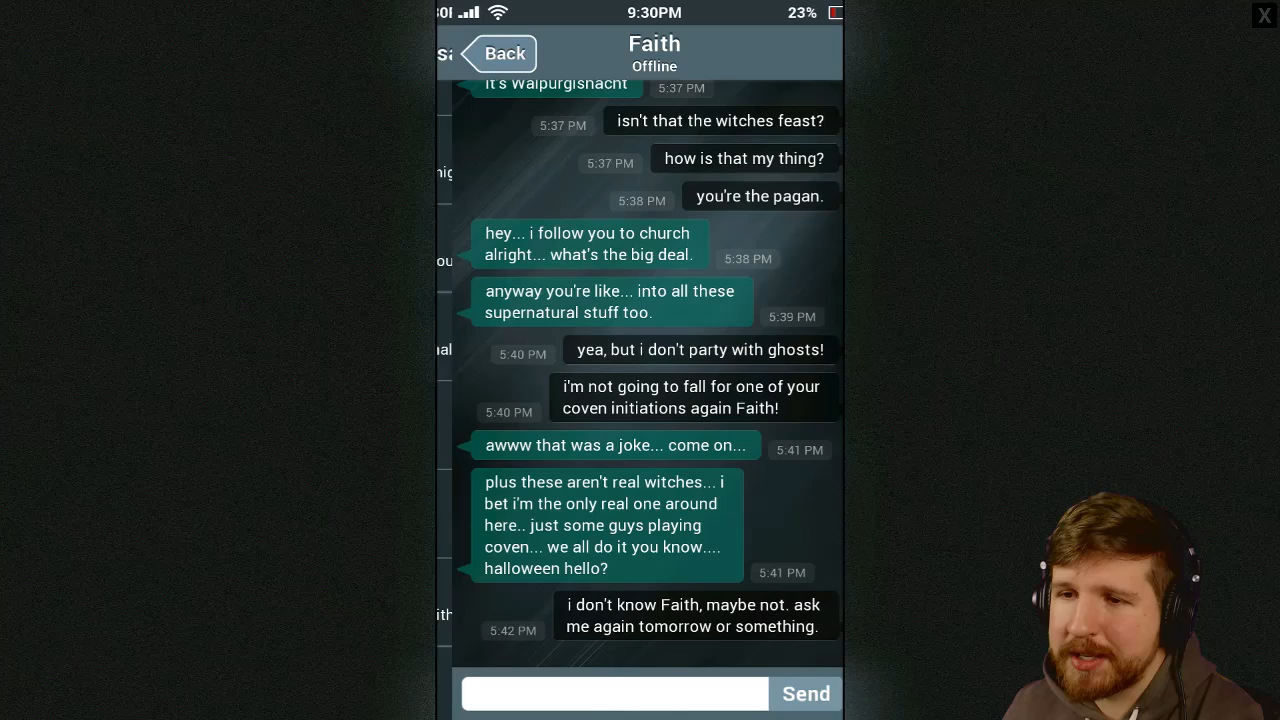 9:30PM
23%
X
Back
Faith
Offline
it's Walpurgisnacht
5:37 PM
isn't that the witches feast?
5:37 PM
how is that my thing?
5:37 PM
you're the pagan.
5:38 PM
hey... i follow you to church
alright... what's the big deal.
5:38 PM
anyway you're like... into all these
supernatural stuff too.
5:39 PM
yea, but i don't party with ghosts!
5:40 PM
i'm not going to fall for one of your
coven initiations again Faith!
5:40 PM
awww that was a joke... come on...
5:41 PM
plus these aren't real witches... i
bet i'm the only real one around
here.. just some guys playing
coven... we all do it you know....
halloween hello?
5:41 PM
i don't know Faith, maybe not. ask
me again tomorrow or something.
5:42 PM
Send